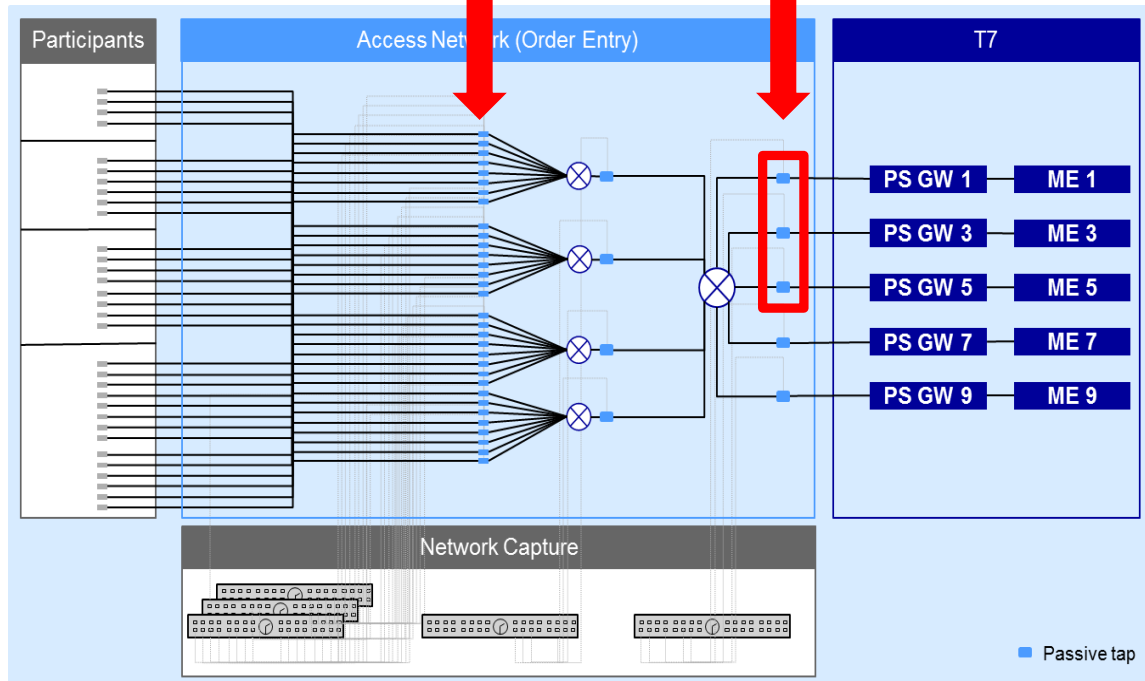 Participants
Access Network (Order Entry)
T7
PS GW 1
ME 1
PS GW 3
ME 3
PS GW 5
ME 5
PS GW 7
ME 7
PS GW 9
ME 9
Network Capture
Passive tap